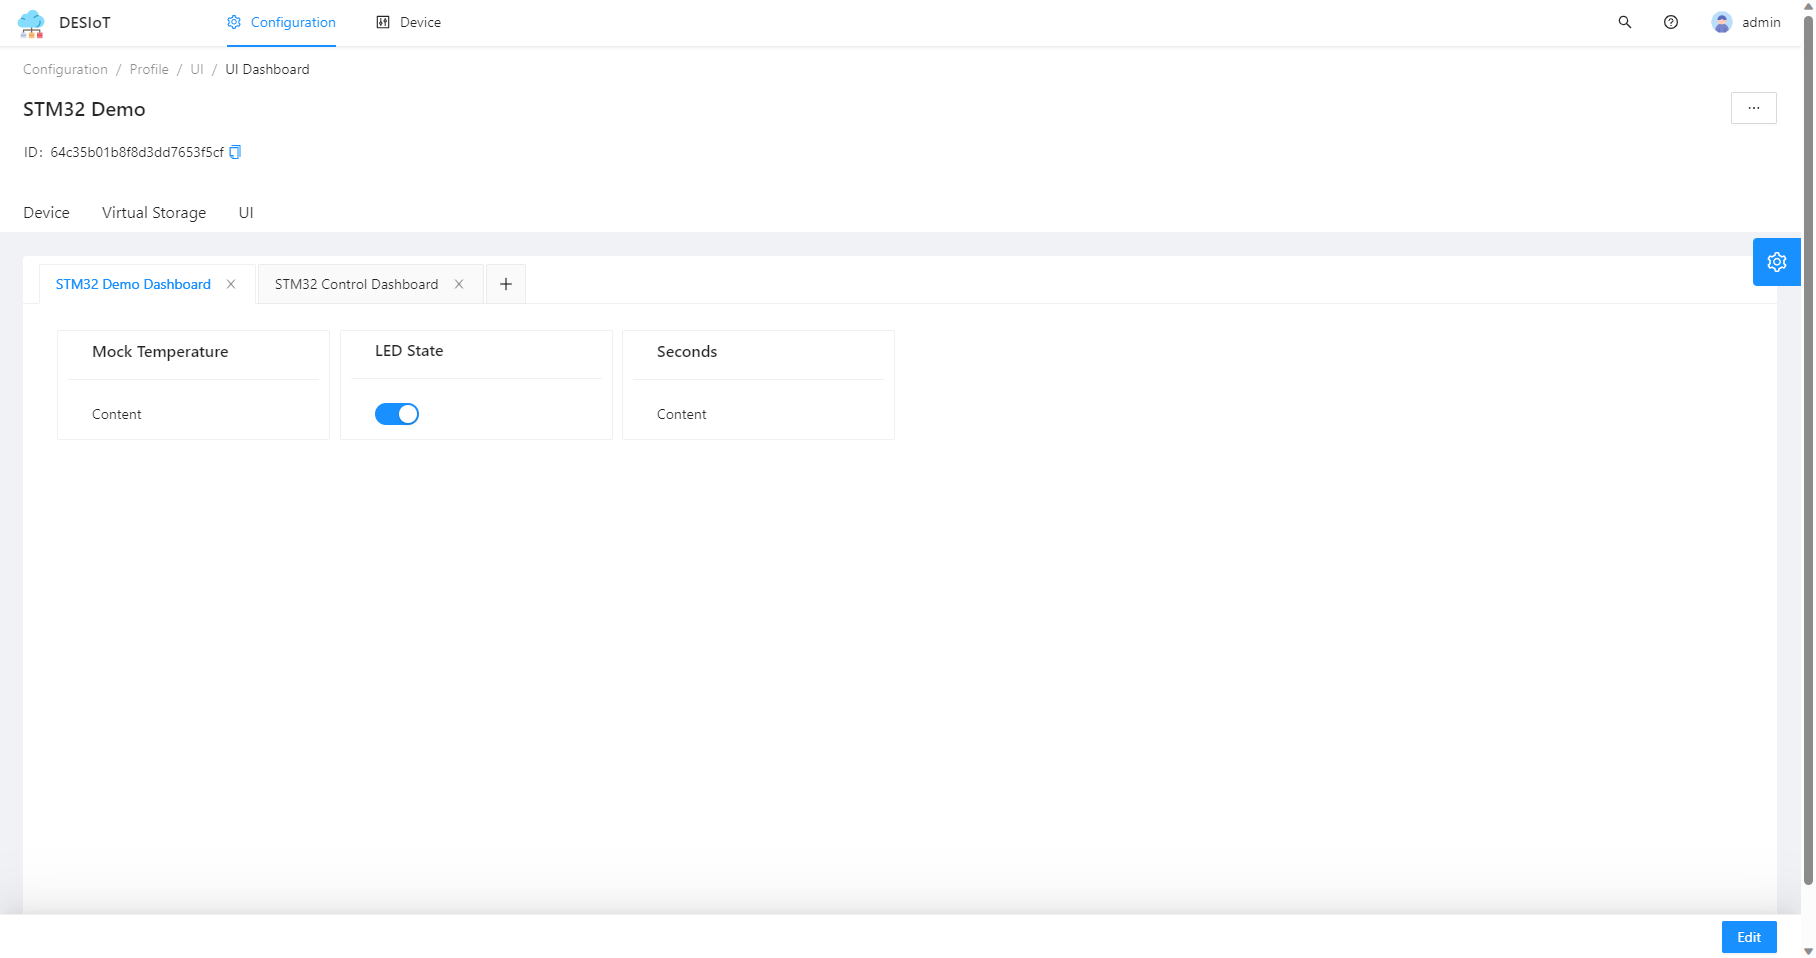 DESIoT
Configuration
Device
admin
Configuration / Profile / UI / UI Dashboard
STM32 Demo
...
ID: 64c35b01b8f8d3dd7653f5cf
Device
Virtual Storage
UI
STM32 Demo Dashboard
STM32 Control Dashboard
Mock Temperature
LED State
Seconds
Content
Content
Edit